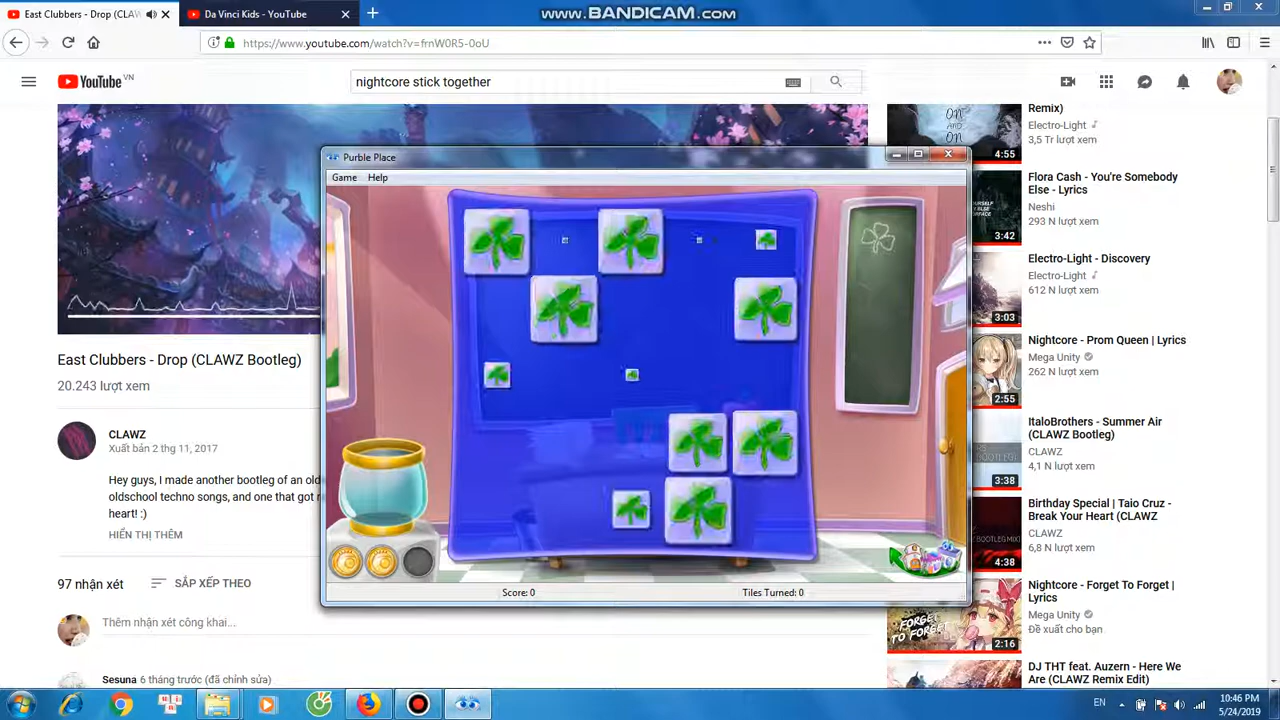 East Clubbers - Drop (CLAW
Da Vinci Kids - YouTube
www.BANDICAM.com
https://www.youtube.com/watch?v=frnW0R5-0oU
YouTube VN
nightcore stick together
Remix)
Electro-Light
3,5 Tr lượt xem
4:55
Purble Place
Game Help
Flora Cash - You're Somebody
Else - Lyrics
Neshi
293 N lượt xem
3:42
Electro-Light - Discovery
Electro-Light
612 N lượt xem
3:03
East Clubbers - Drop (CLAWZ Bootleg)
20.243 lượt xem
Nightcore - Prom Queen | Lyrics
Mega Unity
262 N lượt xem
2:55
CLAWZ
Xuất bản 2 thg 11, 2017
ItaloBrothers - Summer Air
(CLAWZ Bootleg)
CLAWZ
4,1 N lượt xem
3:38
Hey guys, I made another bootleg of an old
oldschool techno songs, and one that got m
heart! :)
HIỂN THỊ THÊM
Birthday Special | Taio Cruz -
Break Your Heart (CLAWZ
CLAWZ
6,8 N lượt xem
4:38
97 nhận xét
SẮP XẾP THEO
Score: 0
Tiles Turned: 0
Nightcore - Forget To Forget |
Lyrics
Mega Unity
Đề xuất cho bạn
FORGET
TO FORGET
2:16
Thêm nhận xét công khai...
Sesuna 6 tháng trước (đã chỉnh sửa)
DJ THT feat. Auzern - Here We
Are (CLAWZ Remix Edit)
EN
10:46 PM
5/24/2019